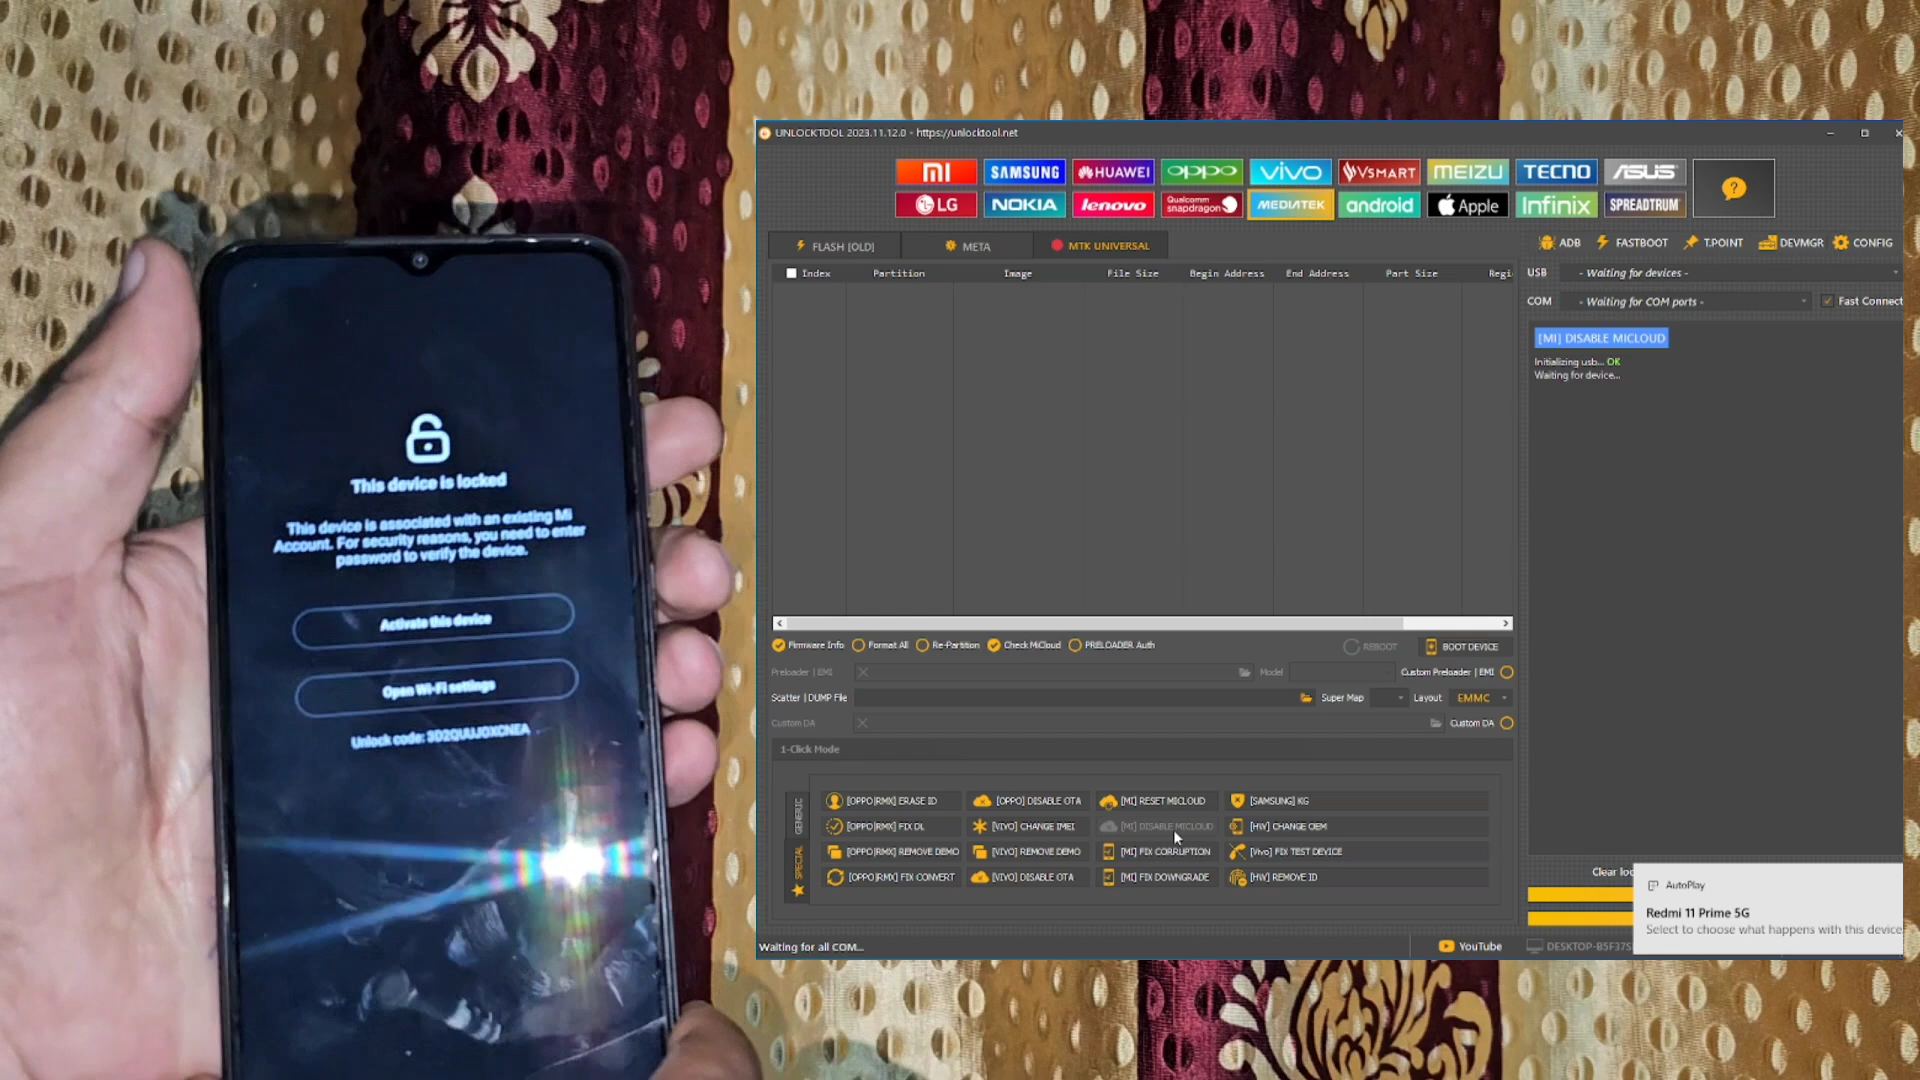 This device is locked
This device is associated with an existing Mi
Account. For security reasons, you need to enter
password to verify the device.
Activate this device
Open Wi-Fi settings
Unlock code: 3D2QUUJOXCNEA
UNLOCKTOOL 2023.11.12.0 - https://unlocktool.net
MI SAMSUNG HUAWEI oppo vivo VSMART MEIZU TECNO ASUS ?
LG NOKIA lenovo Qualcomm snapdragon MEDIATEK android Apple Infinix SPREADTRUM
FLASH [OLD] META MTK UNIVERSAL
ADB FASTBOOT T.POINT DEVMGR CONFIG
Index Partition Image File Size Begin Address End Address Part Size Regi
USB - Waiting for devices -
COM - Waiting for COM ports - Fast Connect
[MI] DISABLE MICLOUD
Initializing usb... OK
Waiting for device...
Firmware Info Format All Re-Partition Check MiCloud PRELOADER Auth REBOOT BOOT DEVICE
Preloader | EMI Model Custom Preloader | EMI
Scatter | DUMP File Super Map Layout EMMC
Custom DA Custom DA
1-Click Mode
GENERIC
SPECIAL
[OPPO|RMX] ERASE ID [OPPO] DISABLE OTA [MI] RESET MICLOUD [SAMSUNG] KG
[OPPO|RMX] FIX DL [VIVO] CHANGE IMEI [MI] DISABLE MICLOUD [HW] CHANGE OEM
[OPPO|RMX] REMOVE DEMO [VIVO] REMOVE DEMO [MI] FIX CORRUPTION [Vivo] FIX TEST DEVICE
[OPPO|RMX] FIX CONVERT [VIVO] DISABLE OTA [MI] FIX DOWNGRADE [HW] REMOVE ID
Clear
AutoPlay
Redmi 11 Prime 5G
Select to choose what happens with this device
Waiting for all COM... YouTube